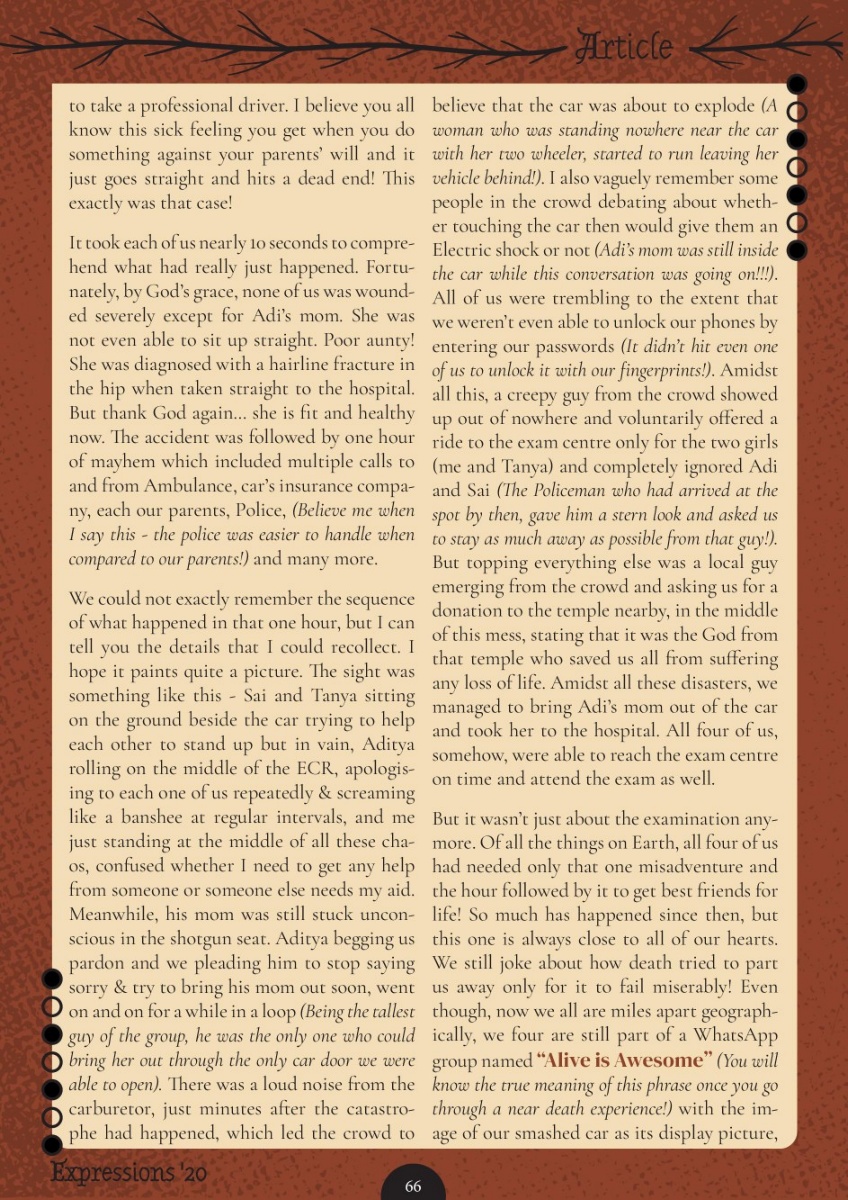 Article
to take a professional driver. I believe you all
know this sick feeling you get when you do
something against your parents’ will and it
just goes straight and hits a dead end! This
exactly was that case!
It took each of us nearly 10 seconds to compre-
hend what had really just happened. Fortu-
nately, by God’s grace, none of us was wound-
ed severely except for Adi’s mom. She was
not even able to sit up straight. Poor aunty!
She was diagnosed with a hairline fracture in
the hip when taken straight to the hospital.
But thank God again... she is fit and healthy
now. The accident was followed by one hour
of mayhem which included multiple calls to
and from Ambulance, car’s insurance compa-
ny, each our parents, Police, (Believe me when
I say this - the police was easier to handle when
compared to our parents!) and many more.
We could not exactly remember the sequence
of what happened in that one hour, but I can
tell you the details that I could recollect. I
hope it paints quite a picture. The sight was
something like this - Sai and Tanya sitting
on the ground beside the car trying to help
each other to stand up but in vain, Aditya
rolling on the middle of the ECR, apologis-
ing to each one of us repeatedly & screaming
like a banshee at regular intervals, and me
just standing at the middle of all these cha-
os, confused whether I need to get any help
from someone or someone else needs my aid.
Meanwhile, his mom was still stuck uncon-
scious in the shotgun seat. Aditya begging us
pardon and we pleading him to stop saying
sorry & try to bring his mom out soon, went
on and on for a while in a loop (Being the tallest
guy of the group, he was the only one who could
bring her out through the only car door we were
able to open). There was a loud noise from the
carburetor, just minutes after the catastro-
phe had happened, which led the crowd to
believe that the car was about to explode (A
woman who was standing nowhere near the car
with her two wheeler, started to run leaving her
vehicle behind!). I also vaguely remember some
people in the crowd debating about wheth-
er touching the car then would give them an
Electric shock or not (Adi’s mom was still inside
the car while this conversation was going on!!!).
All of us were trembling to the extent that
we weren’t even able to unlock our phones by
entering our passwords (It didn’t hit even one
of us to unlock it with our fingerprints!). Amidst
all this, a creepy guy from the crowd showed
up out of nowhere and voluntarily offered a
ride to the exam centre only for the two girls
(me and Tanya) and completely ignored Adi
and Sai (The Policeman who had arrived at the
spot by then, gave him a stern look and asked us
to stay as much away as possible from that guy!).
But topping everything else was a local guy
emerging from the crowd and asking us for a
donation to the temple nearby, in the middle
of this mess, stating that it was the God from
that temple who saved us all from suffering
any loss of life. Amidst all these disasters, we
managed to bring Adi’s mom out of the car
and took her to the hospital. All four of us,
somehow, were able to reach the exam centre
on time and attend the exam as well.
But it wasn’t just about the examination any-
more. Of all the things on Earth, all four of us
had needed only that one misadventure and
the hour followed by it to get best friends for
life! So much has happened since then, but
this one is always close to all of our hearts.
We still joke about how death tried to part
us away only for it to fail miserably! Even
though, now we all are miles apart geograph-
ically, we four are still part of a WhatsApp
group named “Alive is Awesome” (You will
know the true meaning of this phrase once you go
through a near death experience!) with the im-
age of our smashed car as its display picture,
Expressions '20
66